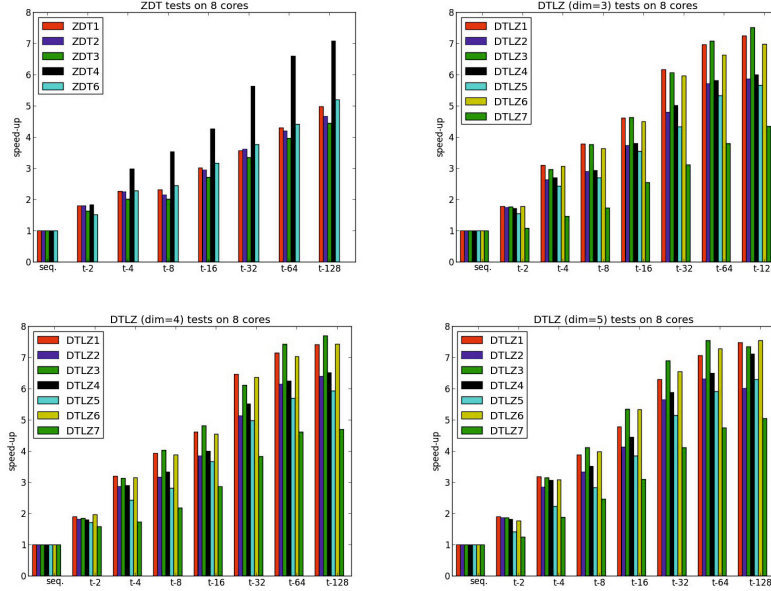 ZDT tests on 8 cores
8
7
6
5
4
3
2
1
0
speed-up
ZDT1
ZDT2
ZDT3
ZDT4
ZDT6
seq.
t-2
t-4
t-8
t-16
t-32
t-64
t-128
DTLZ (dim=3) tests on 8 cores
8
7
6
5
4
3
2
1
0
speed-up
DTLZ1
DTLZ2
DTLZ3
DTLZ4
DTLZ5
DTLZ6
DTLZ7
seq.
t-2
t-4
t-8
t-16
t-32
t-64
t-12
DTLZ (dim=4) tests on 8 cores
8
7
6
5
4
3
2
1
0
speed-up
DTLZ1
DTLZ2
DTLZ3
DTLZ4
DTLZ5
DTLZ6
DTLZ7
seq.
t-2
t-4
t-8
t-16
t-32
t-64
t-128
DTLZ (dim=5) tests on 8 cores
8
7
6
5
4
3
2
1
0
speed-up
DTLZ1
DTLZ2
DTLZ3
DTLZ4
DTLZ5
DTLZ6
DTLZ7
seq.
t-2
t-4
t-8
t-16
t-32
t-64
t-128